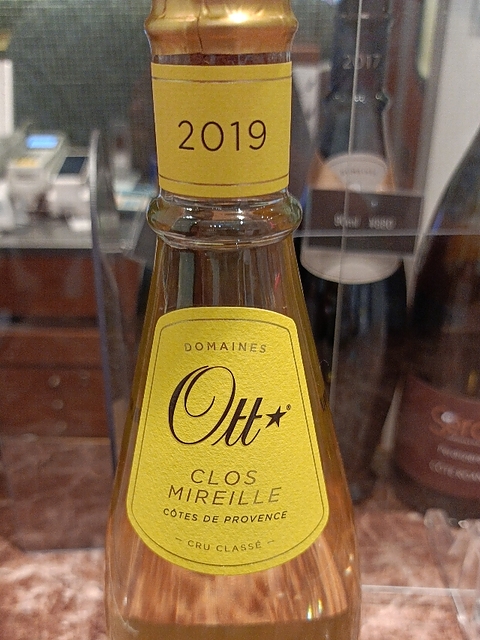 2019
DOMAINES
Ott★®
CLOS
MIREILLE
CÔTES DE PROVENCE
— CRU CLASSÉ —
2017